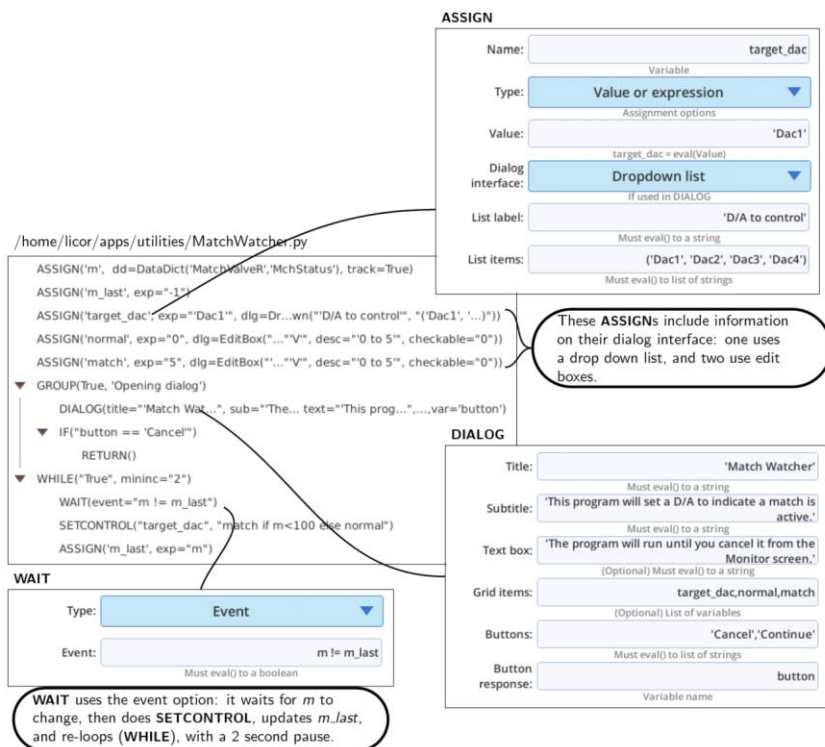 ASSIGN
Name: target_dac
Variable
Type: Value or expression
Assignment options
Value: 'Dac1'
target_dac = eval(Value)
Dialog interface: Dropdown list
If used in DIALOG
List label: 'D/A to control'
Must eval() to a string
List items: ('Dac1', 'Dac2', 'Dac3', 'Dac4')
Must eval() to list of strings
/home/licor/apps/utilities/MatchWatcher.py
ASSIGN('m', dd=DataDict('MatchValveR','MchStatus'), track=True)
ASSIGN('m_last', exp="-1")
ASSIGN('target_dac', exp="'Dac1'", dlg=Dr...wn("'D/A to control'", "('Dac1', '...)"))
ASSIGN('normal', exp="0", dlg=EditBox("'..."'V'", desc="'0 to 5'", checkable="0"))
ASSIGN('match', exp="5", dlg=EditBox("'..."'V'", desc="'0 to 5'", checkable="0"))
GROUP(True, 'Opening dialog')
DIALOG(title="'Match Wat...", sub="'The... text="'This prog...",...,var='button')
IF("button == 'Cancel'")
RETURN()
WHILE("True", mininc="2")
WAIT(event="m != m_last")
SETCONTROL("target_dac", "match if m<100 else normal")
ASSIGN('m_last', exp="m")
These ASSIGNs include information
on their dialog interface: one uses
a drop down list, and two use edit
boxes.
DIALOG
Title: 'Match Watcher'
Must eval() to a string
Subtitle: 'This program will set a D/A to indicate a match is
active.'
Must eval() to a string
Text box: 'The program will run until you cancel it from the
Monitor screen.'
(Optional) Must eval() to a string
Grid items: target_dac,normal,match
(Optional) List of variables
Buttons: 'Cancel','Continue'
Must eval() to list of strings
Button response: button
Variable name
WAIT
Type: Event
Event: m != m_last
Must eval() to a boolean
WAIT uses the event option: it waits for m to
change, then does SETCONTROL, updates m_last,
and re-loops (WHILE), with a 2 second pause.